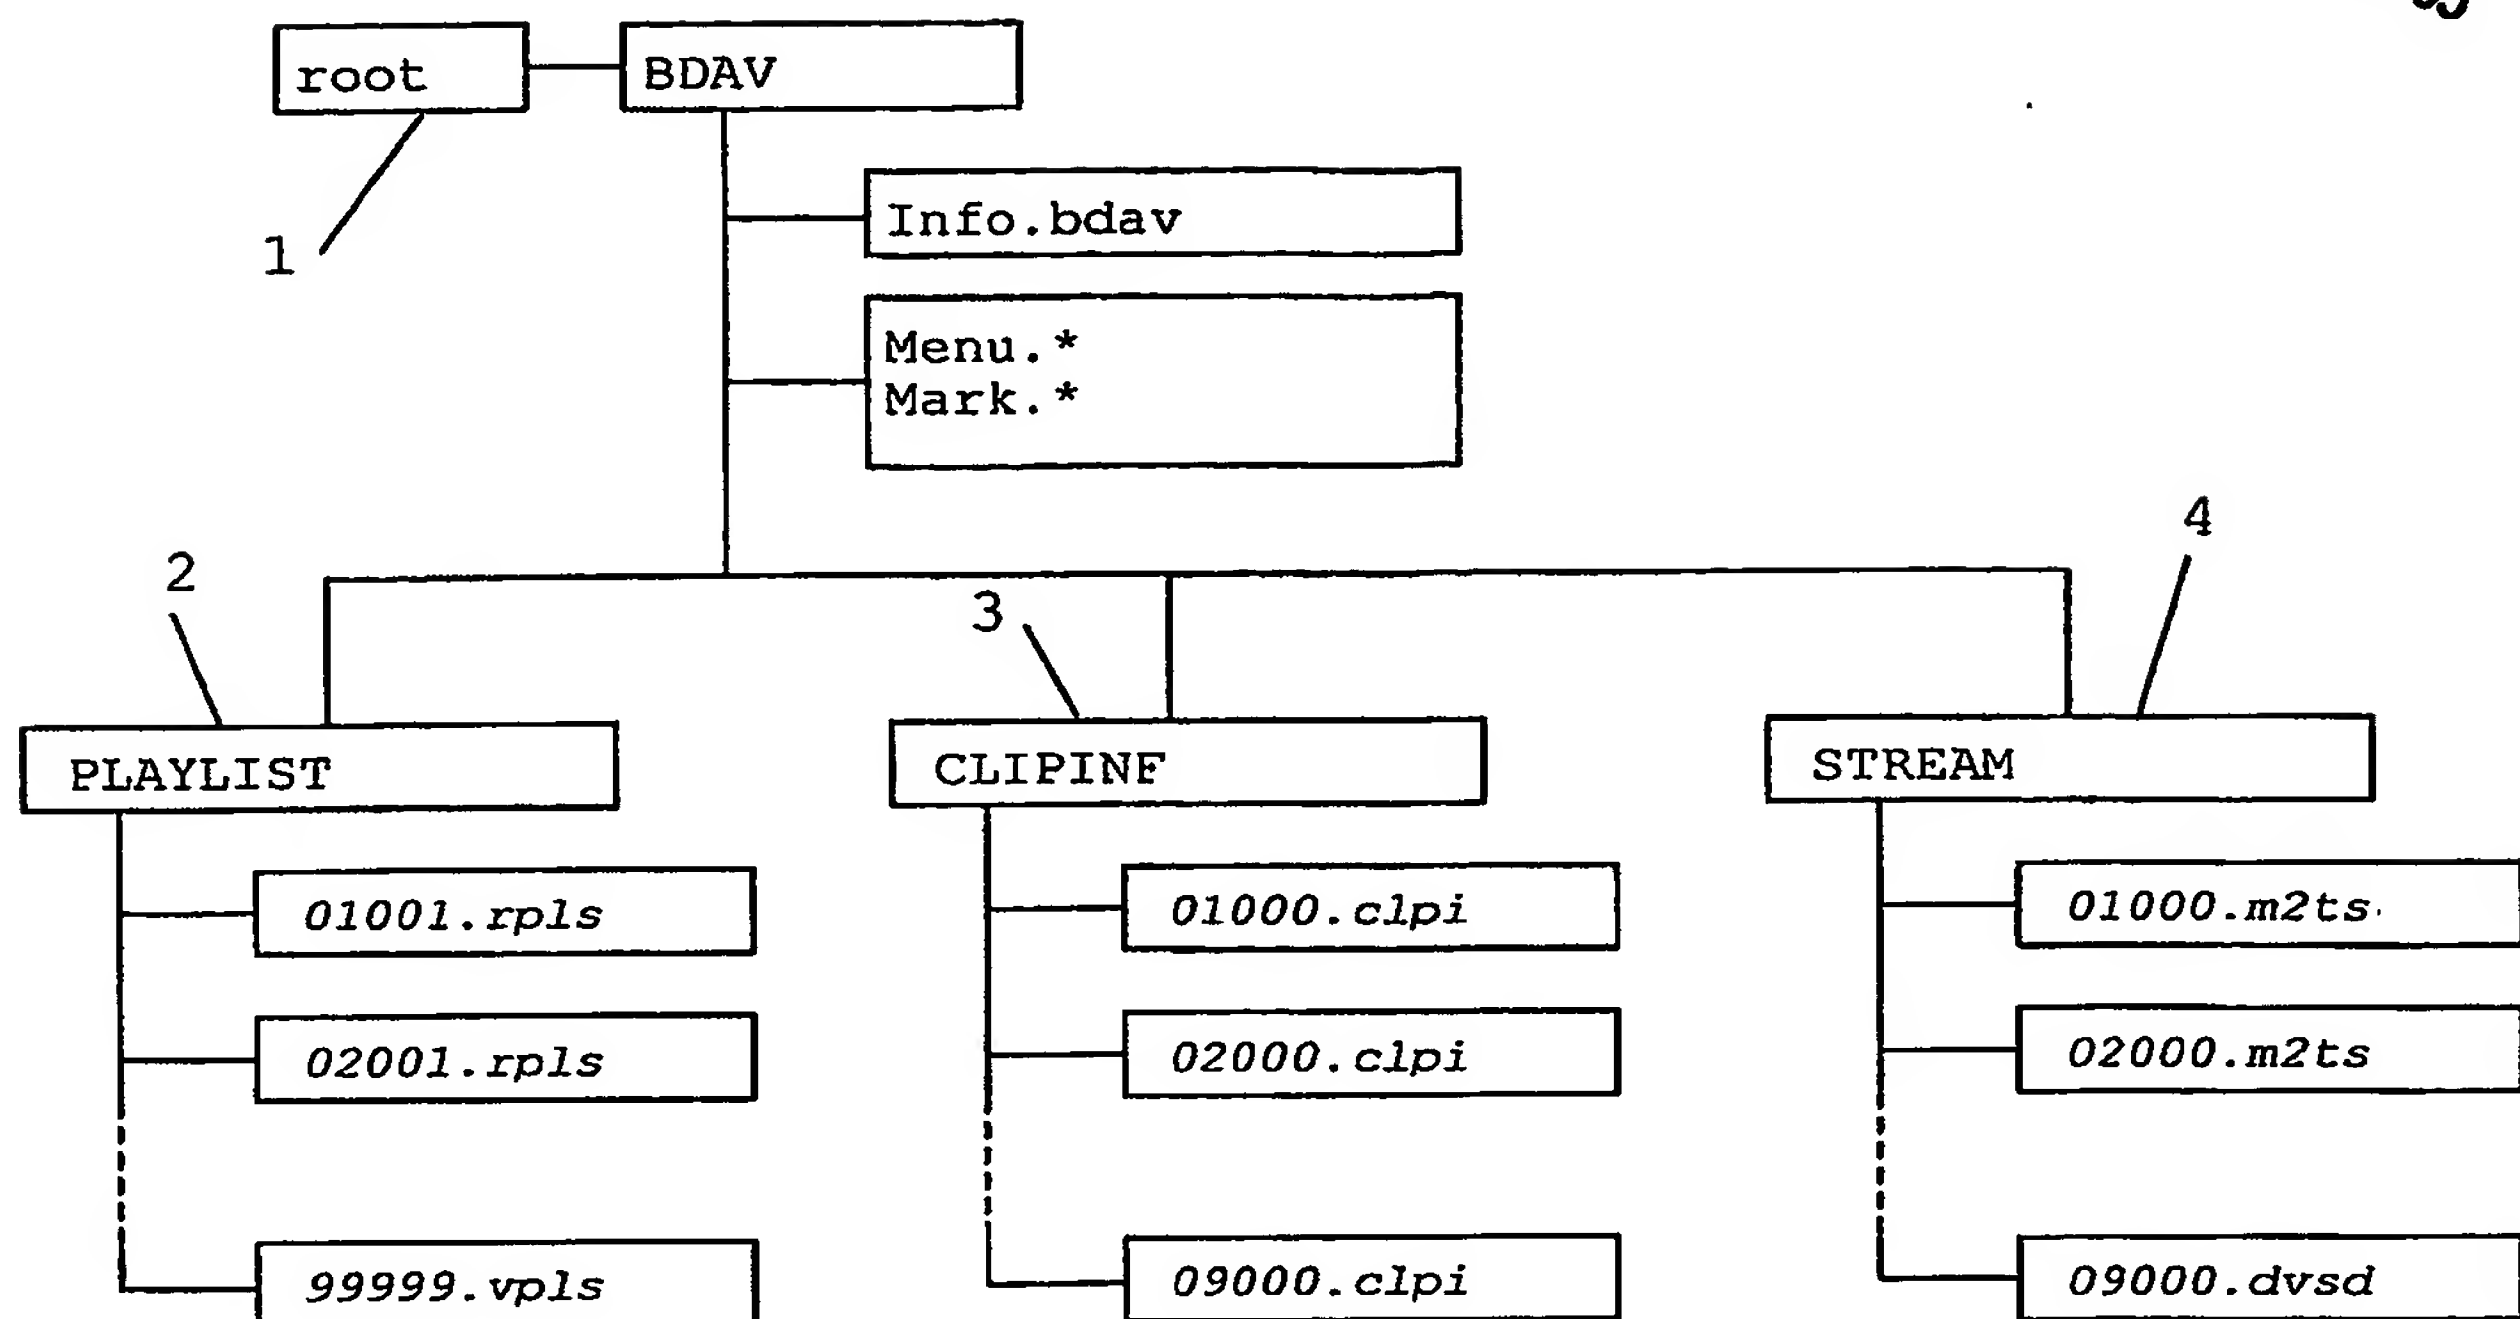 root
BDAV
Info.bdav
1
Menu.*
Mark.*
2
3
4
PLAYLIST
CLIPINF
STREAM
01001.rpls
01000.clpi
01000.m2ts
02001.rpls
02000.clpi
02000.m2ts
99999.vpls
09000.clpi
09000.dvsd